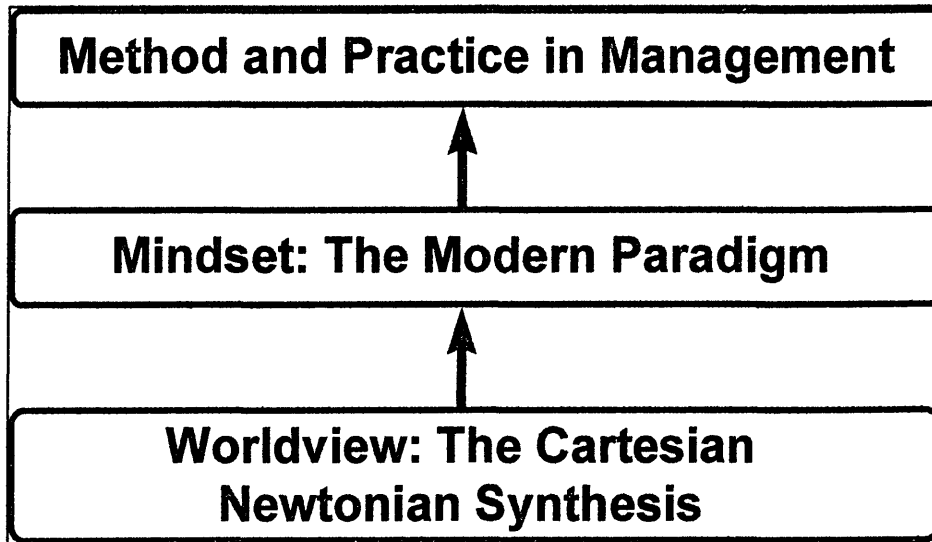 Method and Practice in Management
Mindset: The Modern Paradigm
Worldview: The Cartesian
Newtonian Synthesis